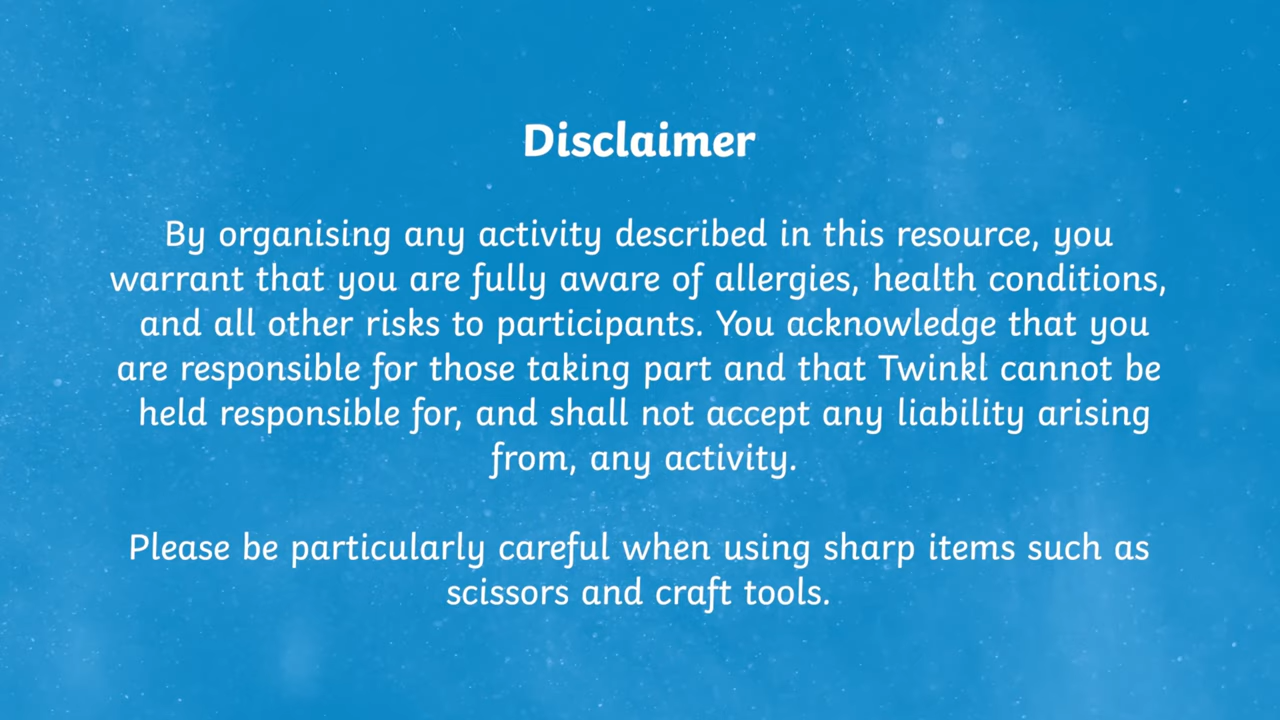 Disclaimer
By organising any activity described in this resource, you
warrant that you are fully aware of allergies, health conditions,
and all other risks to participants. You acknowledge that you
are responsible for those taking part and that Twinkl cannot be
held responsible for, and shall not accept any liability arising
from, any activity.
Please be particularly careful when using sharp items such as
scissors and craft tools.